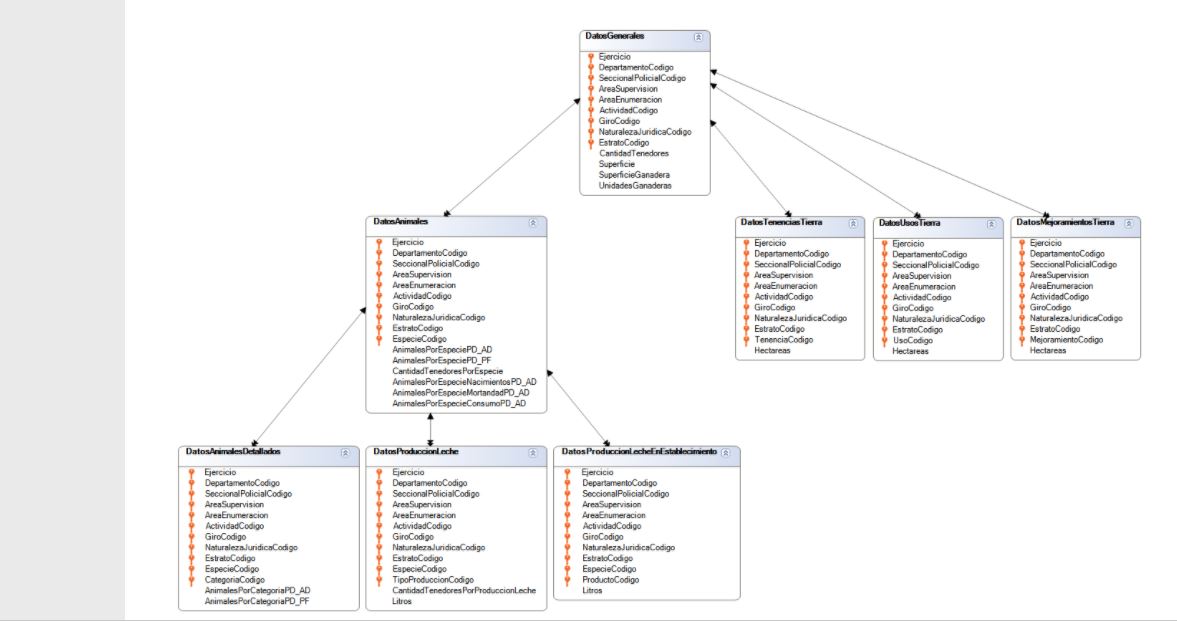 DatosGenerales
Ejercicio
DepartamentoCodigo
SeccionalPolicialCodigo
AreaSupervision
AreaEnumeracion
ActividadCodigo
GiroCodigo
NaturalezaJuridicaCodigo
EstratoCodigo
CantidadTenedores
Superficie
SuperficieGanadera
UnidadesGanaderas
DatosAnimales
Ejercicio
DepartamentoCodigo
SeccionalPolicialCodigo
AreaSupervision
AreaEnumeracion
ActividadCodigo
GiroCodigo
NaturalezaJuridicaCodigo
EstratoCodigo
EspecieCodigo
AnimalesPorEspeciePD_AD
AnimalesPorEspeciePD_PF
CantidadTenedoresPorEspecie
AnimalesPorEspecieNacimientosPD_AD
AnimalesPorEspecieMortandadPD_AD
AnimalesPorEspecieConsumoPD_AD
DatosTenenciasTierra
Ejercicio
DepartamentoCodigo
SeccionalPolicialCodigo
AreaSupervision
AreaEnumeracion
ActividadCodigo
GiroCodigo
NaturalezaJuridicaCodigo
EstratoCodigo
TenenciaCodigo
Hectareas
DatosUsosTierra
Ejercicio
DepartamentoCodigo
SeccionalPolicialCodigo
AreaSupervision
AreaEnumeracion
ActividadCodigo
GiroCodigo
NaturalezaJuridicaCodigo
EstratoCodigo
UsoCodigo
Hectareas
DatosMejoramientosTierra
Ejercicio
DepartamentoCodigo
SeccionalPolicialCodigo
AreaSupervision
AreaEnumeracion
ActividadCodigo
GiroCodigo
NaturalezaJuridicaCodigo
EstratoCodigo
MejoramientoCodigo
Hectareas
DatosAnimalesDetallados
Ejercicio
DepartamentoCodigo
SeccionalPolicialCodigo
AreaSupervision
AreaEnumeracion
ActividadCodigo
GiroCodigo
NaturalezaJuridicaCodigo
EstratoCodigo
EspecieCodigo
CategoriaCodigo
AnimalesPorCategoriaPD_AD
AnimalesPorCategoriaPD_PF
DatosProduccionLeche
Ejercicio
DepartamentoCodigo
SeccionalPolicialCodigo
AreaSupervision
AreaEnumeracion
ActividadCodigo
GiroCodigo
NaturalezaJuridicaCodigo
EstratoCodigo
EspecieCodigo
TipoProduccionCodigo
CantidadTenedoresPorProduccionLeche
Litros
DatosProduccionLecheEnEstablecimiento
Ejercicio
DepartamentoCodigo
SeccionalPolicialCodigo
AreaSupervision
AreaEnumeracion
ActividadCodigo
GiroCodigo
NaturalezaJuridicaCodigo
EstratoCodigo
EspecieCodigo
ProductoCodigo
Litros